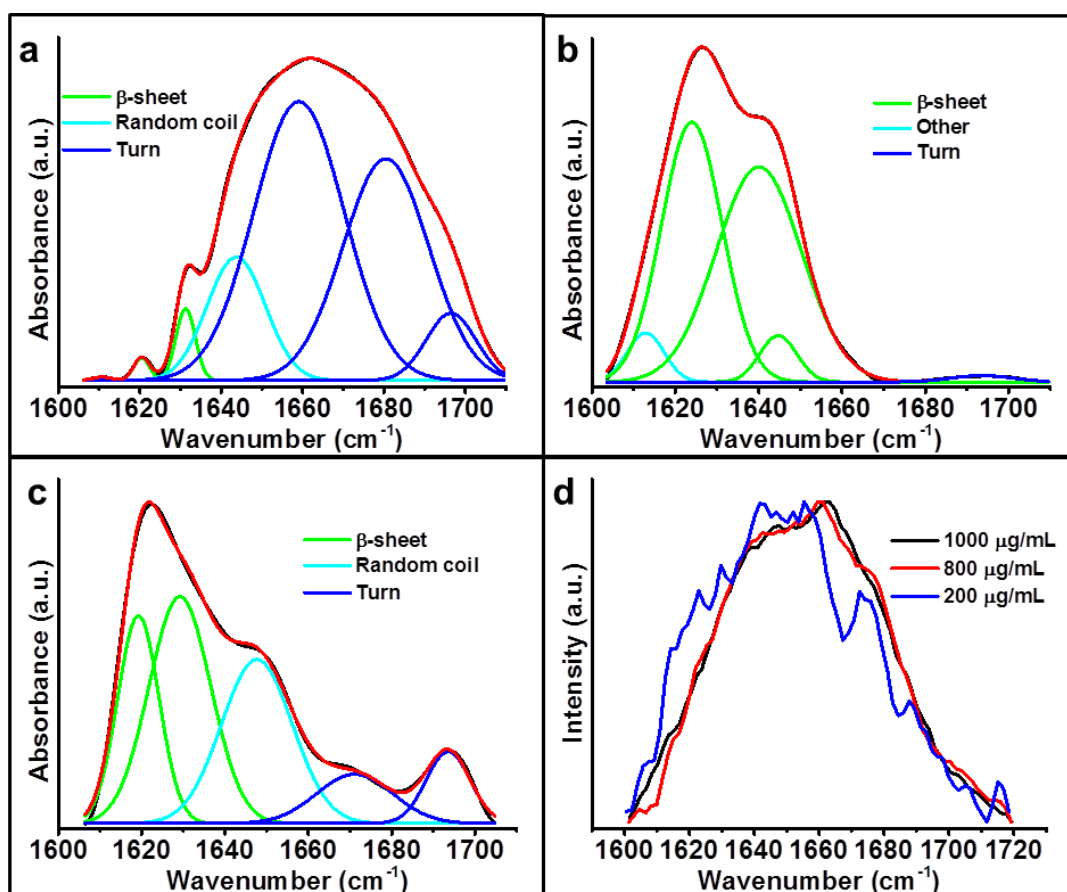 a
β-sheet
Random coil
Turn
Absorbance (a.u.)
1600 1620 1640 1660 1680 1700
Wavenumber (cm⁻¹)
b
β-sheet
Other
Turn
Absorbance (a.u.)
1600 1620 1640 1660 1680 1700
Wavenumber (cm⁻¹)
c
β-sheet
Random coil
Turn
Absorbance (a.u.)
1600 1620 1640 1660 1680 1700
Wavenumber (cm⁻¹)
d
1000 μg/mL
800 μg/mL
200 μg/mL
Intensity (a.u.)
1600 1620 1640 1660 1680 1700 1720
Wavenumber (cm⁻¹)